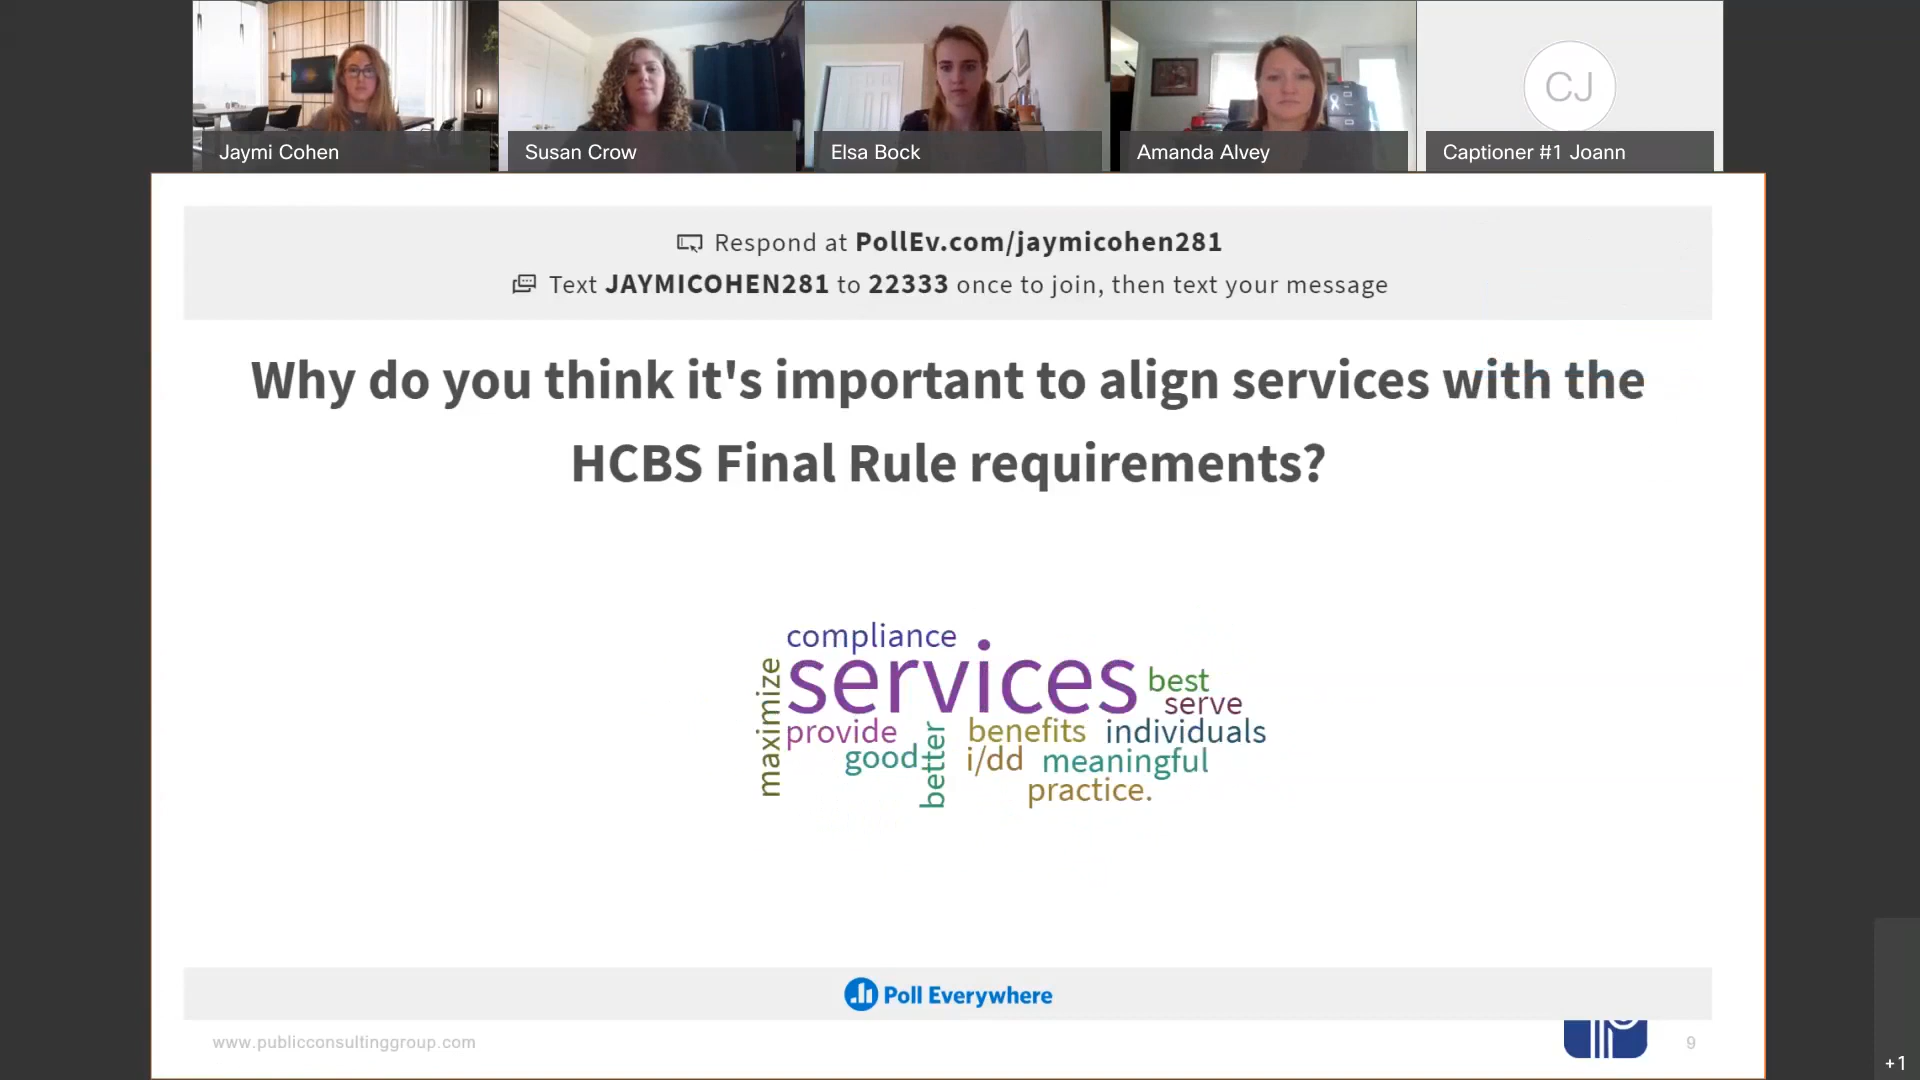 Jaymi Cohen
Susan Crow
Elsa Bock
Amanda Alvey
CJ
Captioner #1 Joann
Respond at PollEv.com/jaymicohen281
Text JAYMICOHEN281 to 22333 once to join, then text your message
Why do you think it's important to align services with the
HCBS Final Rule requirements?
compliance
services
maximize
best
serve
provide
benefits
individuals
good
better
i/dd
meaningful
practice.
Poll Everywhere
www.publicconsultinggroup.com
9
+1